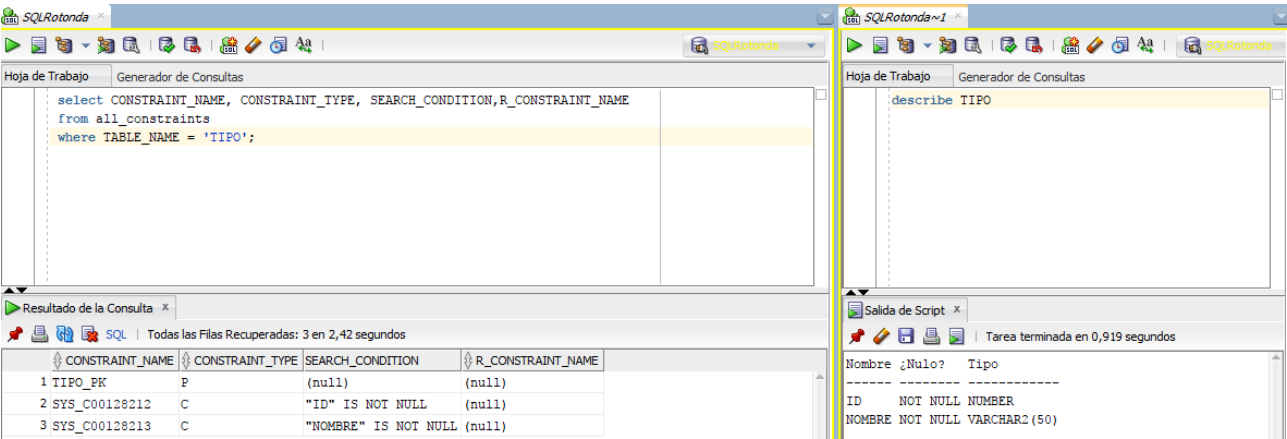 SQLRotonda
SQLRotonda
Hoja de Trabajo Generador de Consultas
select CONSTRAINT_NAME, CONSTRAINT_TYPE, SEARCH_CONDITION,R_CONSTRAINT_NAME
from all_constraints
where TABLE_NAME = 'TIPO';
Resultado de la Consulta x
SQL | Todas las Filas Recuperadas: 3 en 2,42 segundos
CONSTRAINT_NAME CONSTRAINT_TYPE SEARCH_CONDITION R_CONSTRAINT_NAME
1 TIPO_PK P (null) (null)
2 SYS_C00128212 C "ID" IS NOT NULL (null)
3 SYS_C00128213 C "NOMBRE" IS NOT NULL (null)
SQLRotonda~1
SQLRotonda
Hoja de Trabajo Generador de Consultas
describe TIPO
Salida de Script x
Tarea terminada en 0,919 segundos
Nombre ¿Nulo? Tipo
------ -------- ------------
ID NOT NULL NUMBER
NOMBRE NOT NULL VARCHAR2(50)